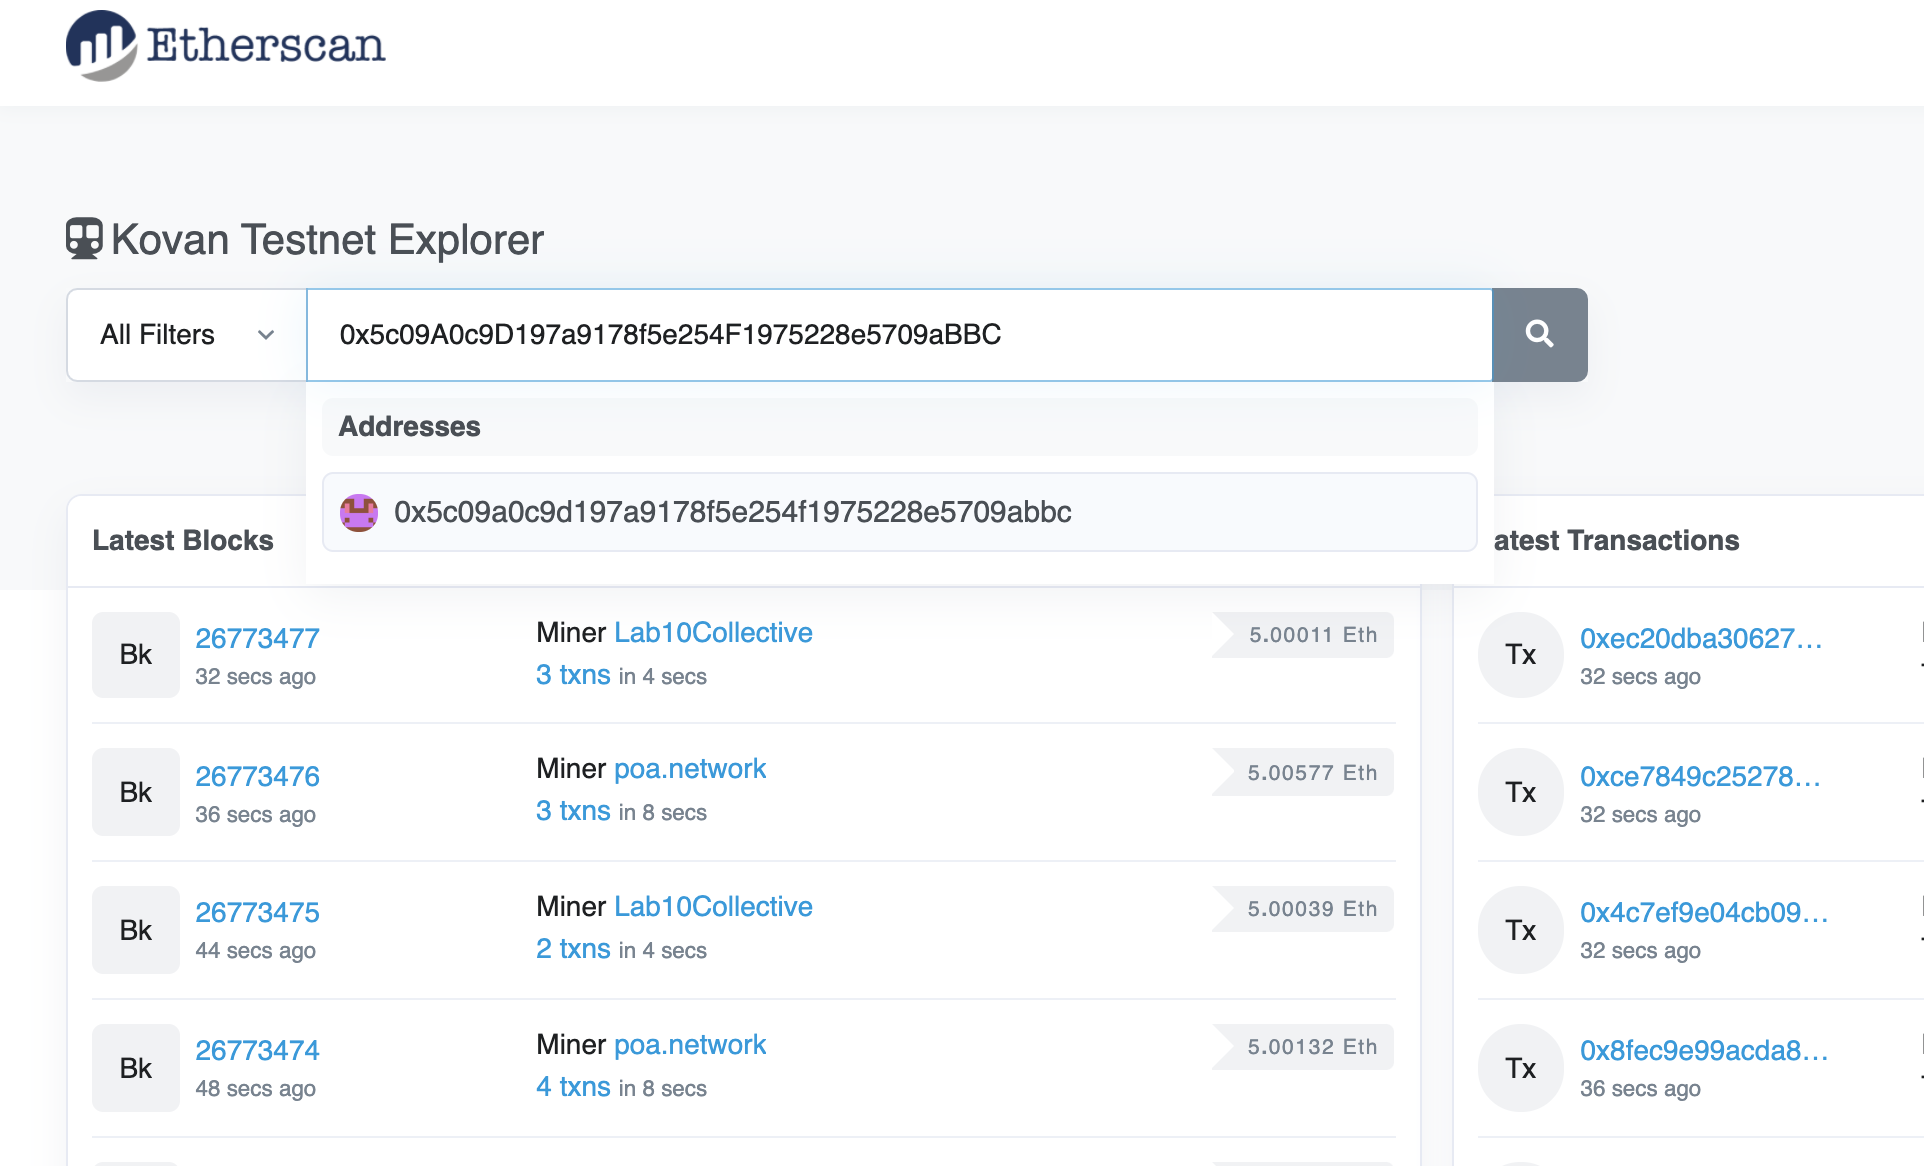 Etherscan
Kovan Testnet Explorer
All Filters
0x5c09A0c9D197a9178f5e254F1975228e5709aBBC
Addresses
0x5c09a0c9d197a9178f5e254f1975228e5709abbc
Latest Blocks
Bk
26773477
32 secs ago
Miner Lab10Collective
3 txns in 4 secs
5.00011 Eth
Bk
26773476
36 secs ago
Miner poa.network
3 txns in 8 secs
5.00577 Eth
Bk
26773475
44 secs ago
Miner Lab10Collective
2 txns in 4 secs
5.00039 Eth
Bk
26773474
48 secs ago
Miner poa.network
4 txns in 8 secs
5.00132 Eth
atest Transactions
Tx
0xec20dba30627...
32 secs ago
Tx
0xce7849c25278...
32 secs ago
Tx
0x4c7ef9e04cb09...
32 secs ago
Tx
0x8fec9e99acda8...
36 secs ago